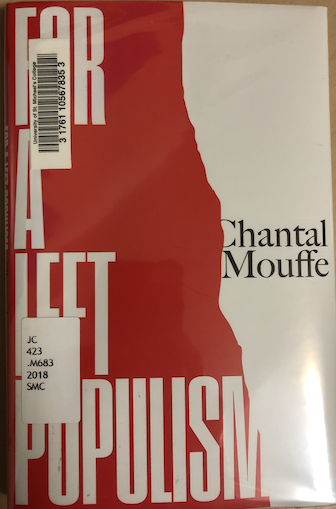 FOR
A
LEFT
POPULISM
Chantal
Mouffe
University of St. Michael's College
3 1761 10567835 3
JC
423
.M683
2018
SMC